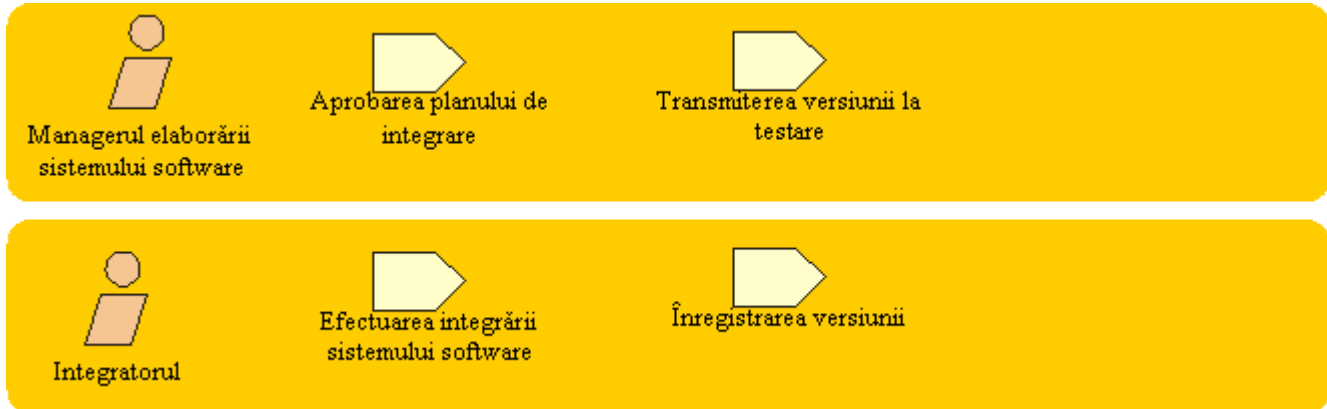 Managerul elaborării
sistemului software
Aprobarea planului de
integrare
Transmiterea versiunii la
testare
Integratorul
Efectuarea integrării
sistemului software
Înregistrarea versiunii